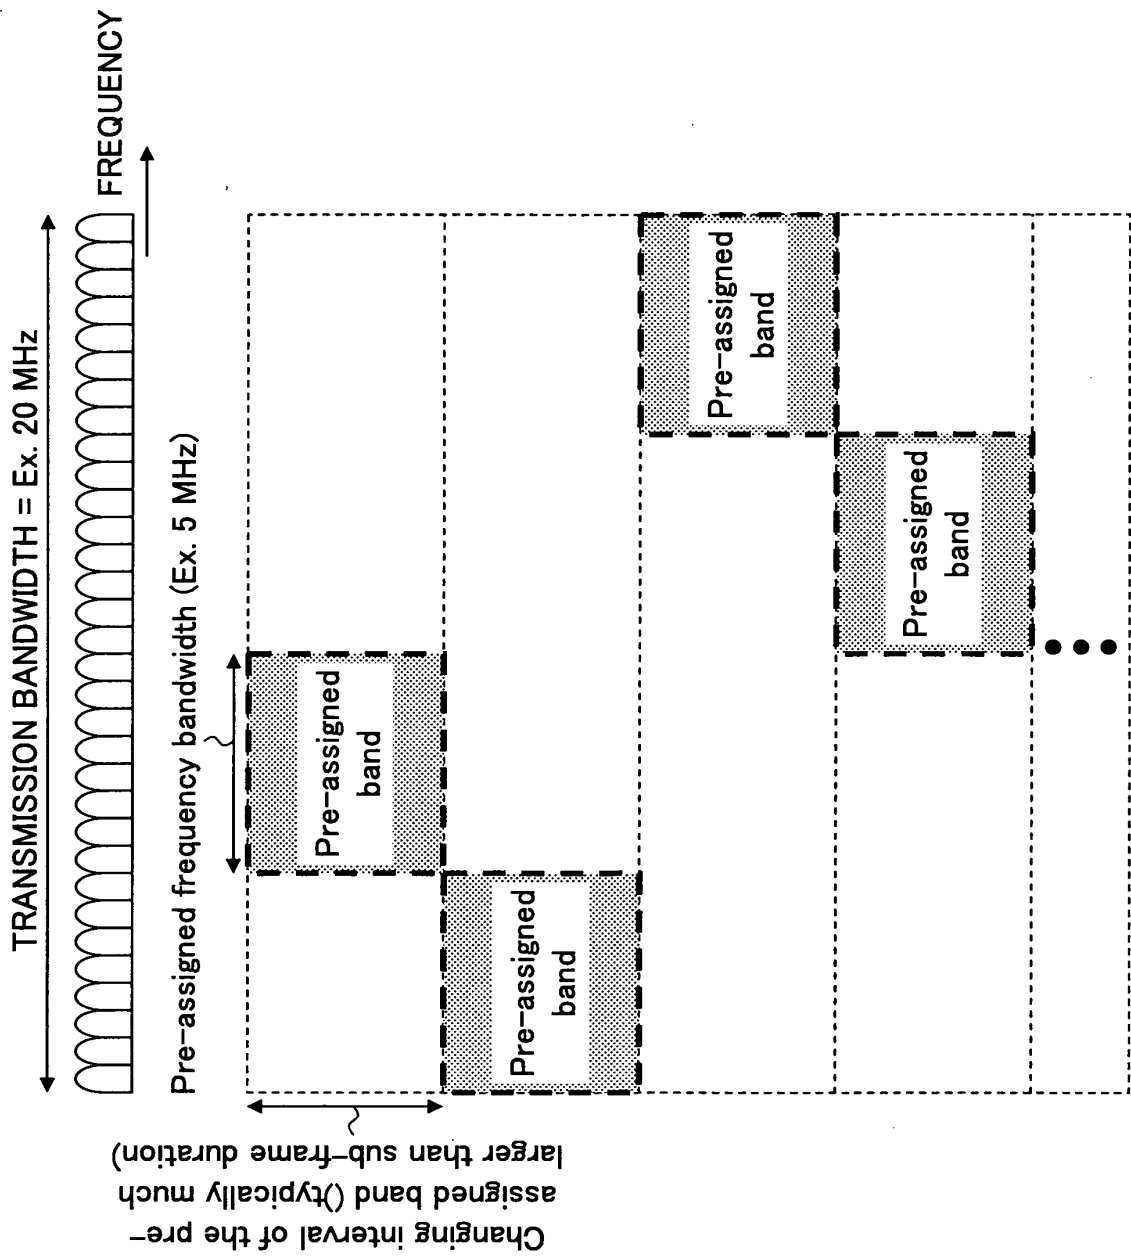 TRANSMISSION BANDWIDTH = Ex. 20 MHz
FREQUENCY
Pre-assigned frequency bandwidth (Ex. 5 MHz)
Changing interval of the pre-
assigned band ()typically much
larger than sub-frame duration)
Pre-assigned
band
Pre-assigned
band
Pre-assigned
band
Pre-assigned
band